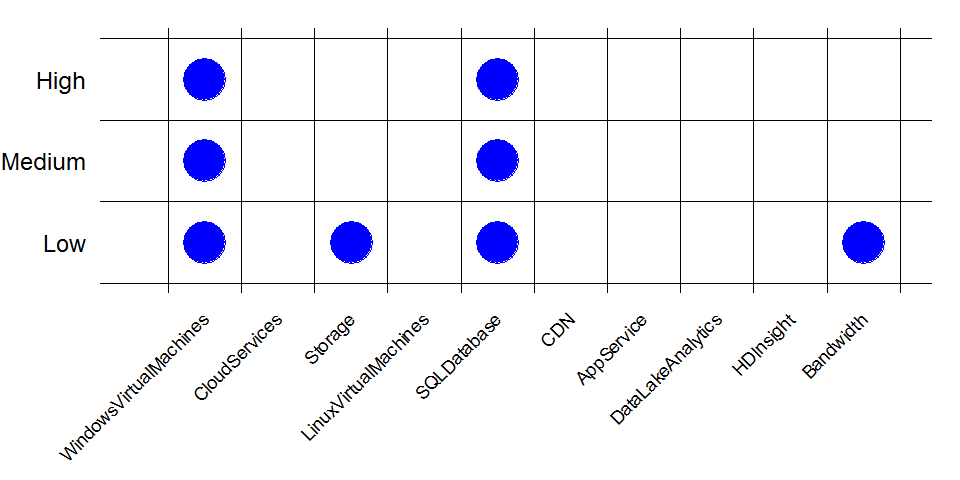 High
Medium
Low
WindowsVirtualMachines
CloudServices
Storage
LinuxVirtualMachines
SQLDatabase
CDN
AppService
DataLakeAnalytics
HDInsight
Bandwidth